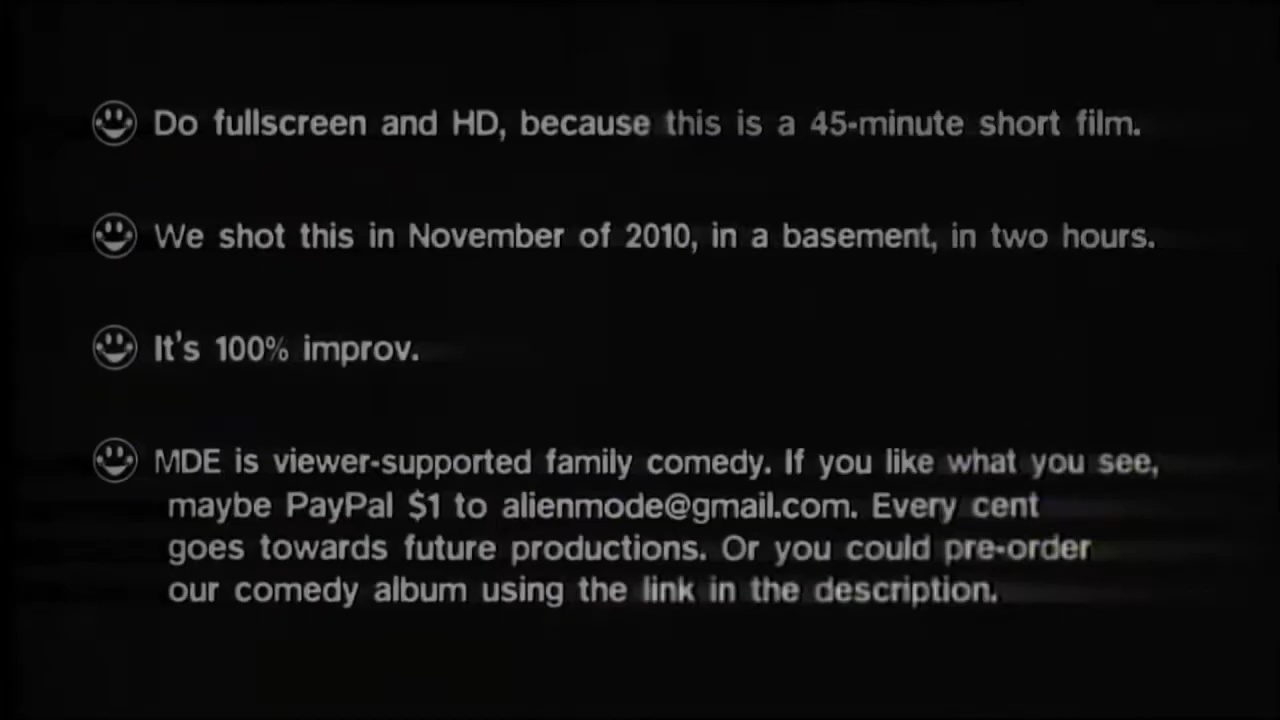 Do fullscreen and HD, because this is a 45-minute short film.
We shot this in November of 2010, in a basement, in two hours.
It's 100% improv.
MDE is viewer-supported family comedy. If you like what you see,
maybe PayPal $1 to alienmode@gmail.com. Every cent
goes towards future productions. Or you could pre-order
our comedy album using the link in the description.